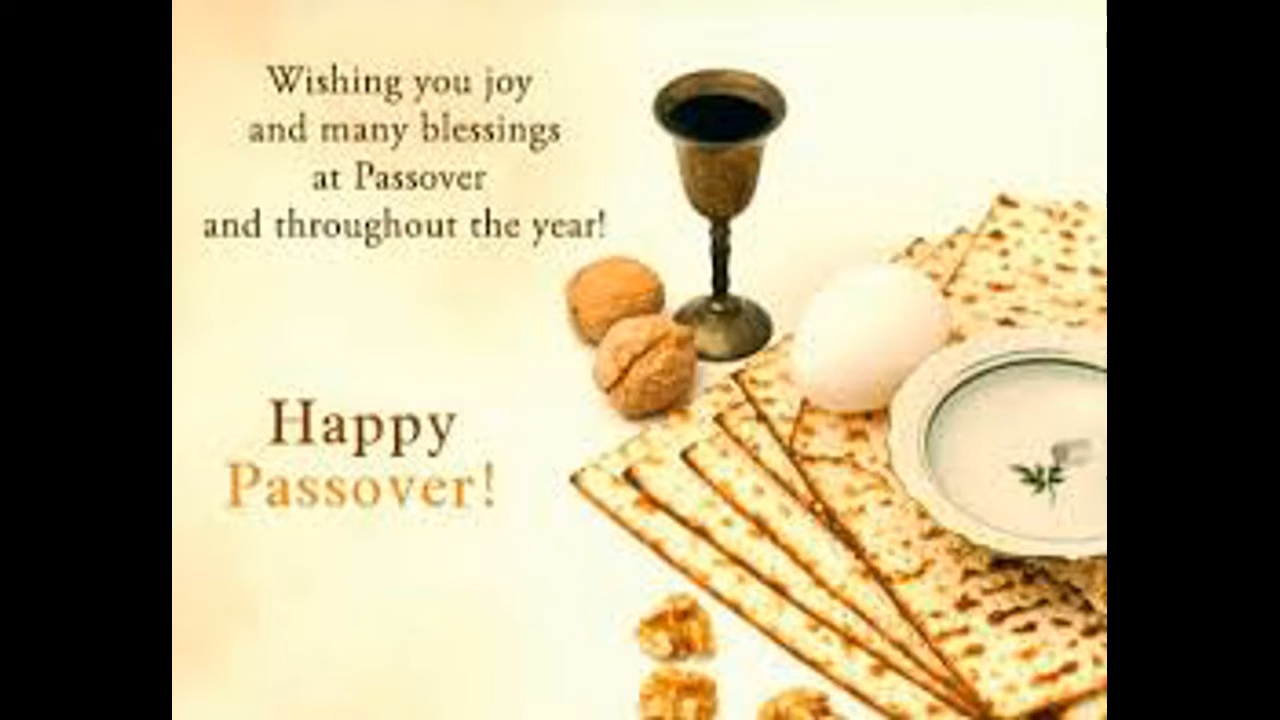 Wishing you joy
and many blessings
at Passover
and throughout the year!
Happy
Passover!